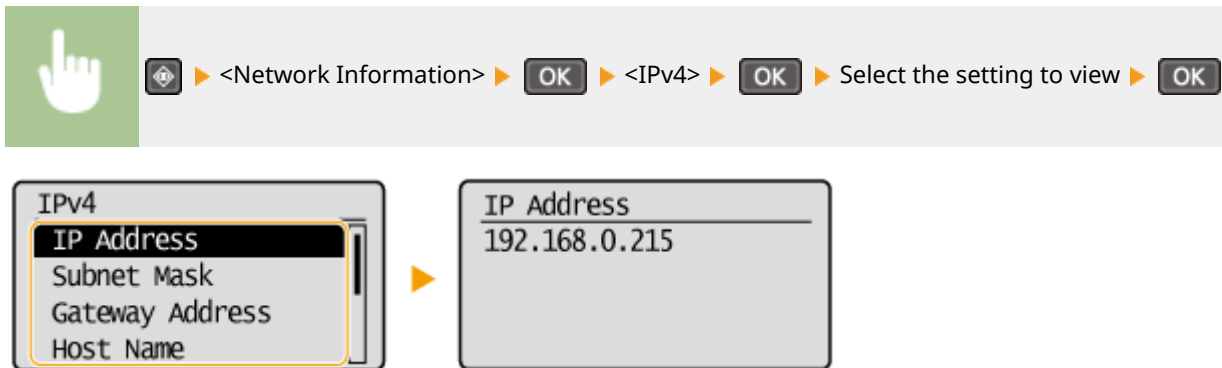 <Network Information> OK <IPv4> OK Select the setting to view OK
IPv4
IP Address
Subnet Mask
Gateway Address
Host Name
IP Address
192.168.0.215